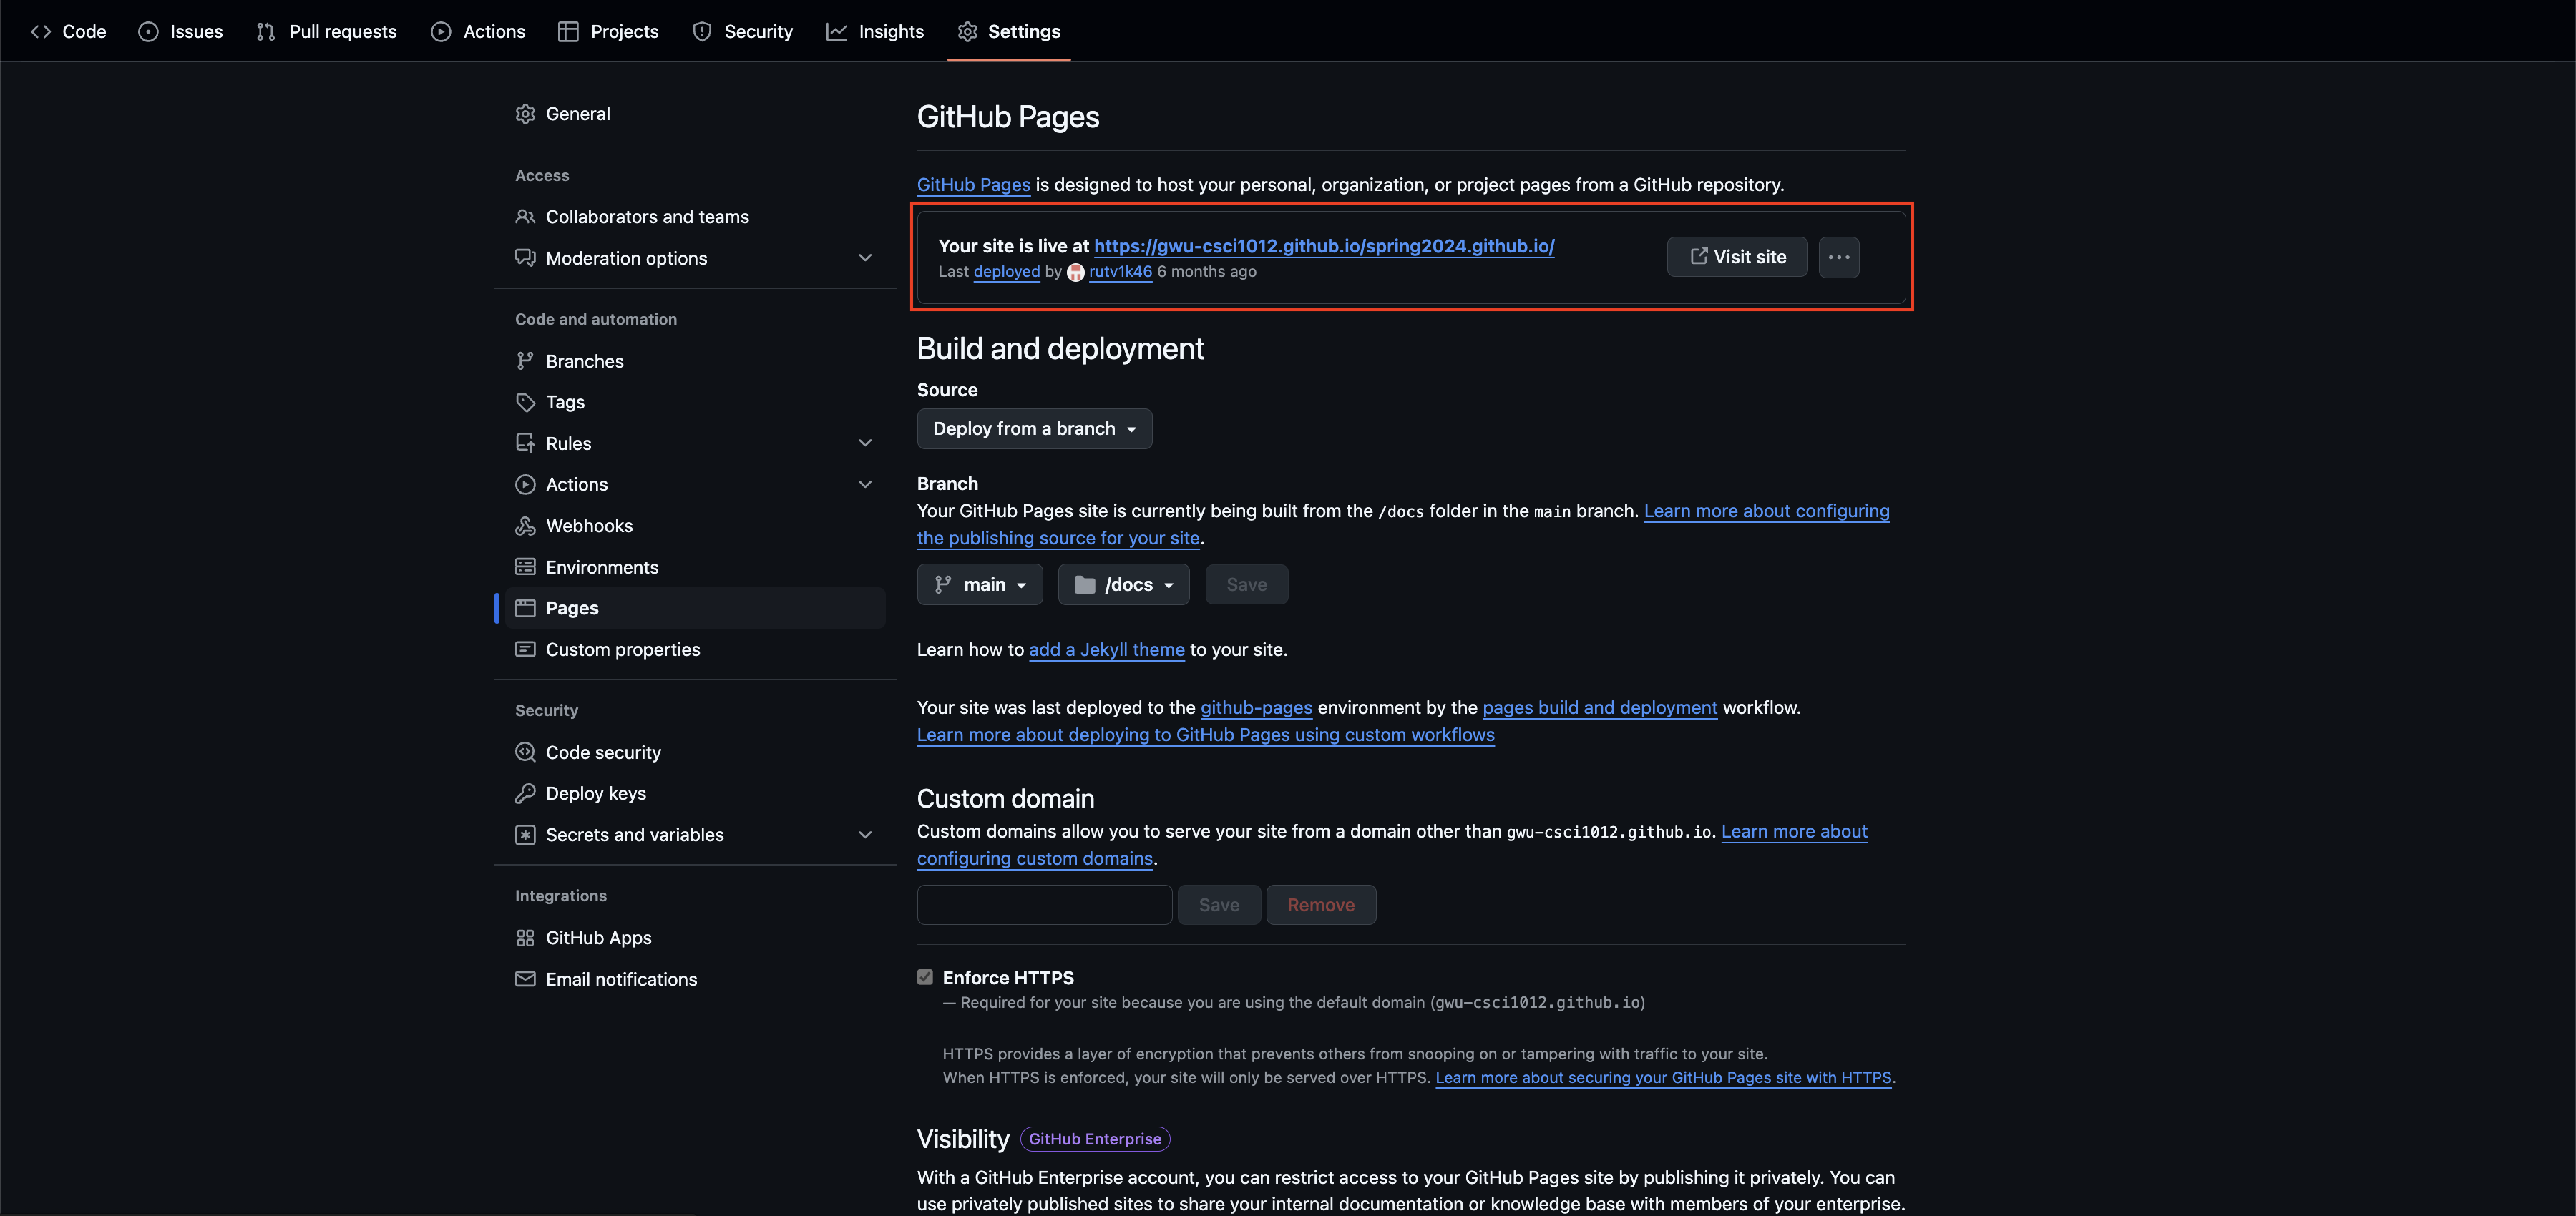 Code Issues Pull requests Actions Projects Security Insights Settings
General
Access
Collaborators and teams
Moderation options
Code and automation
Branches
Tags
Rules
Actions
Webhooks
Environments
Pages
Custom properties
Security
Code security
Deploy keys
Secrets and variables
Integrations
GitHub Apps
Email notifications
GitHub Pages
GitHub Pages is designed to host your personal, organization, or project pages from a GitHub repository.
Your site is live at https://gwu-csci1012.github.io/spring2024.github.io/
Last deployed by rutv1k46 6 months ago
Visit site
Build and deployment
Source
Deploy from a branch
Branch
Your GitHub Pages site is currently being built from the /docs folder in the main branch. Learn more about configuring
the publishing source for your site.
main /docs Save
Learn how to add a Jekyll theme to your site.
Your site was last deployed to the github-pages environment by the pages build and deployment workflow.
Learn more about deploying to GitHub Pages using custom workflows
Custom domain
Custom domains allow you to serve your site from a domain other than gwu-csci1012.github.io. Learn more about
configuring custom domains.
Save Remove
Enforce HTTPS
— Required for your site because you are using the default domain (gwu-csci1012.github.io)
HTTPS provides a layer of encryption that prevents others from snooping on or tampering with traffic to your site.
When HTTPS is enforced, your site will only be served over HTTPS. Learn more about securing your GitHub Pages site with HTTPS.
Visibility GitHub Enterprise
With a GitHub Enterprise account, you can restrict access to your GitHub Pages site by publishing it privately. You can
use privately published sites to share your internal documentation or knowledge base with members of your enterprise.